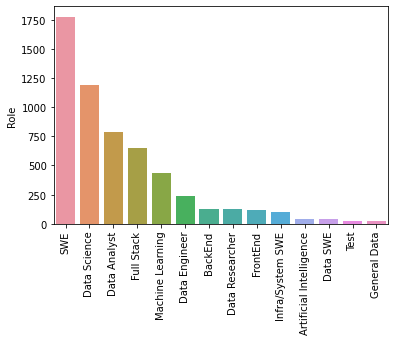 1750
1500
1250
1000
750
500
250
0
Role
SWE
Data Science
Data Analyst
Full Stack
Machine Learning
Data Engineer
BackEnd
Data Researcher
FrontEnd
Infra/System SWE
Artificial Intelligence
Data SWE
Test
General Data